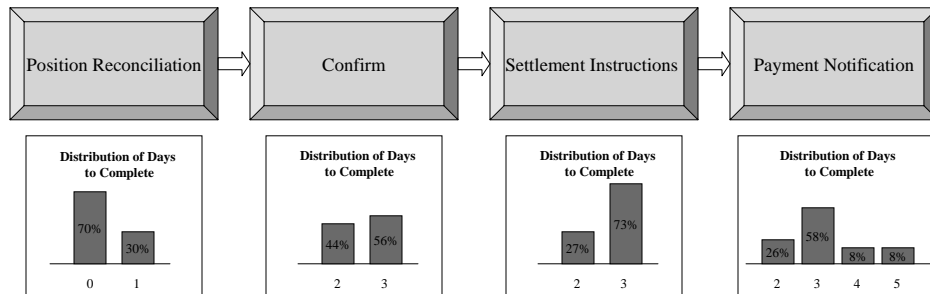 Position Reconciliation
Confirm
Settlement Instructions
Payment Notification
Distribution of Days
to Complete
70%
30%
0 1
Distribution of Days
to Complete
44%
56%
2 3
Distribution of Days
to Complete
27%
73%
2 3
Distribution of Days
to Complete
26%
58%
8%
8%
2 3 4 5